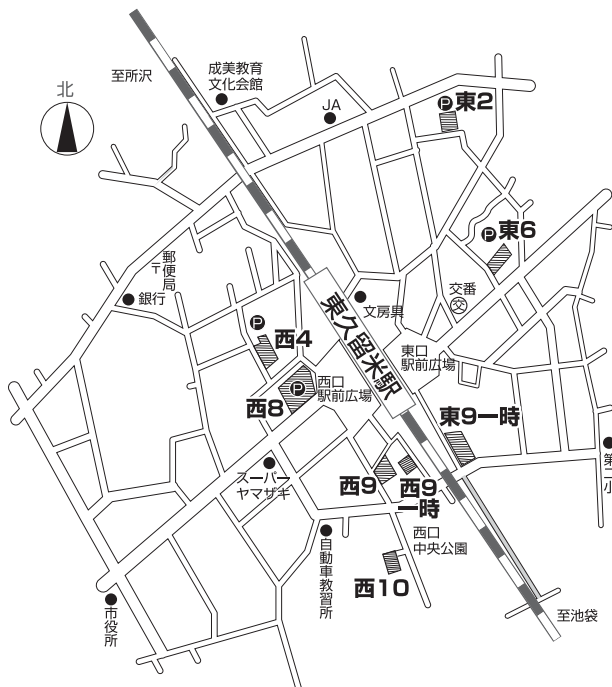 至所沢
成美教育
文化会館
北
JA
P 東2
P 東6
〒郵便局
銀行
文房具
交番
交
東久留米駅
P
西4
東口
駅前広場
P
西口
駅前広場
西8
東9一時
第二小
スーパー
ヤマザキ
西9
西9
一時
西口
中央公園
自動車教習所
西10
市役所
至池袋